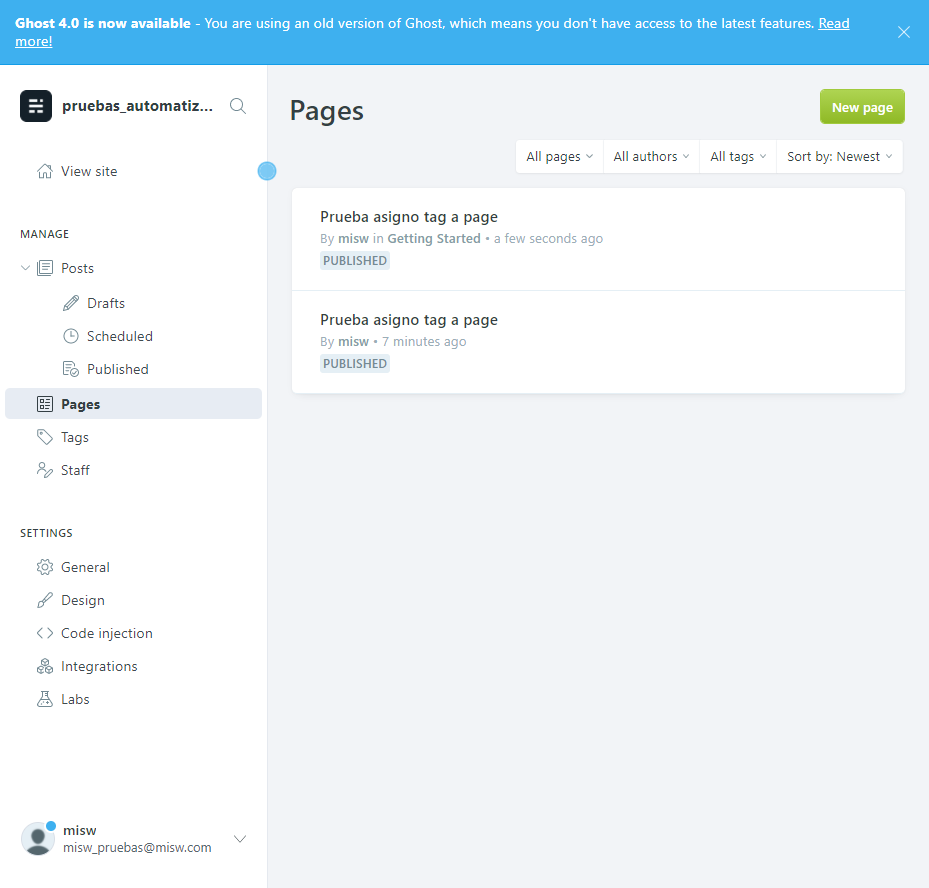 Ghost 4.0 is now available - You are using an old version of Ghost, which means you don't have access to the latest features. Read
more!
pruebas_automatiz...
View site
MANAGE
Posts
Drafts
Scheduled
Published
Pages
Tags
Staff
SETTINGS
General
Design
Code injection
Integrations
Labs
misw
misw_pruebas@misw.com
Pages
New page
All pages
All authors
All tags
Sort by: Newest
Prueba asigno tag a page
By misw in Getting Started • a few seconds ago
PUBLISHED
Prueba asigno tag a page
By misw • 7 minutes ago
PUBLISHED